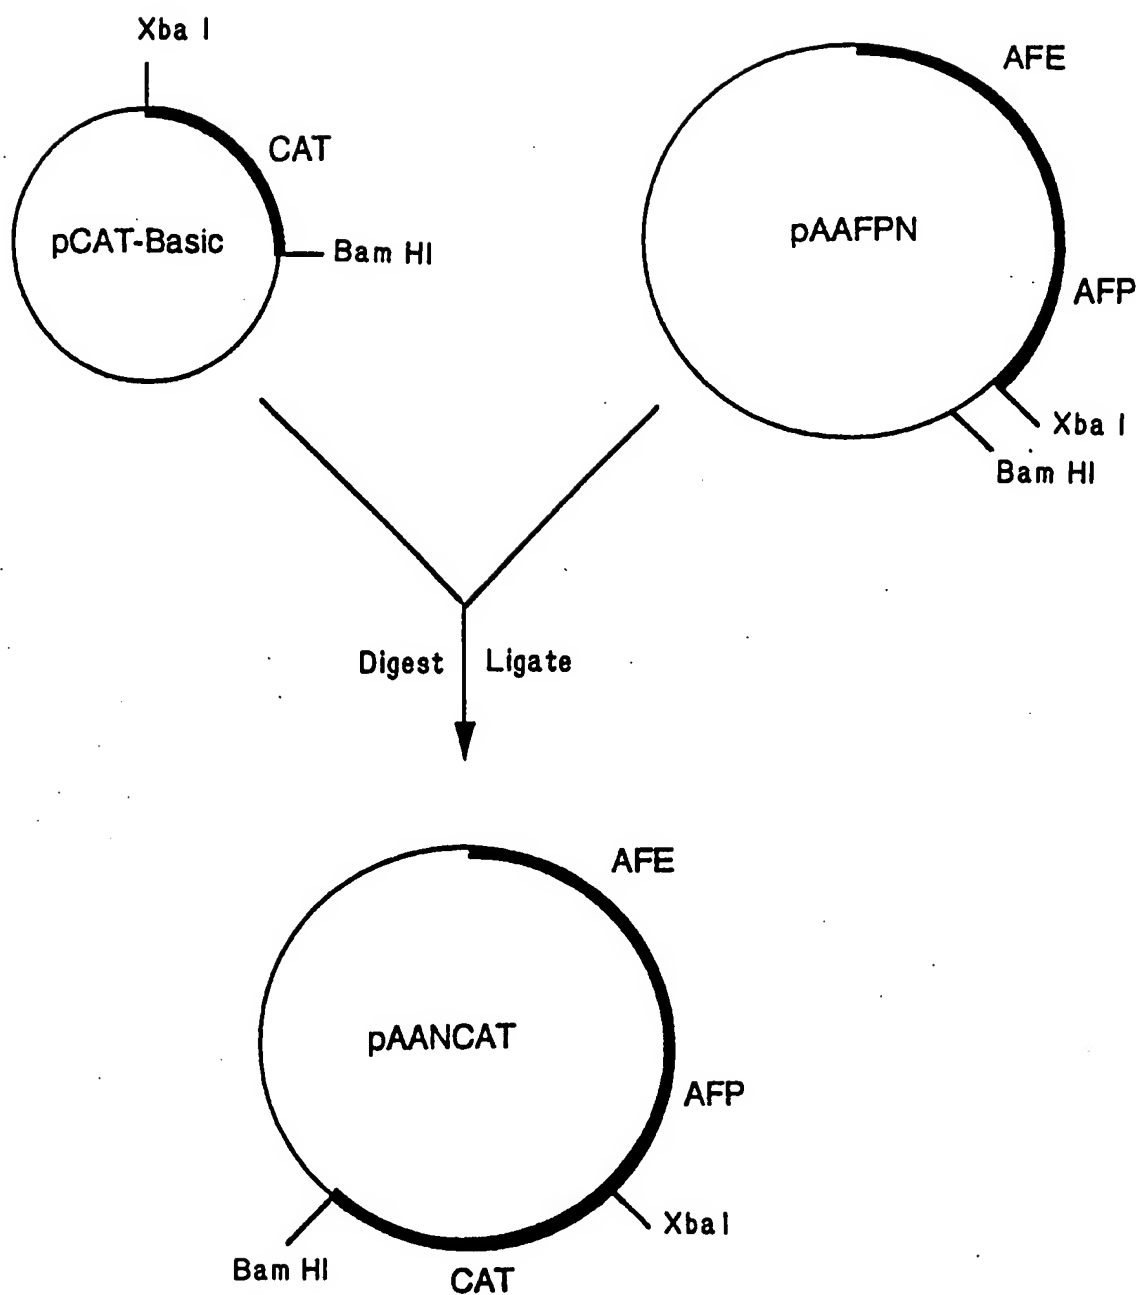 Xba I
CAT
pCAT-Basic
Bam HI
AFE
pAAFPN
AFP
Xba I
Bam HI
Digest Ligate
AFE
pAANCAT
AFP
XbaI
Bam HI
CAT